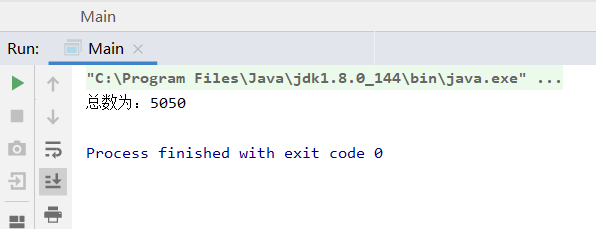 Main
Run: Main
"C:\Program Files\Java\jdk1.8.0_144\bin\java.exe" ...
总数为：5050
Process finished with exit code 0